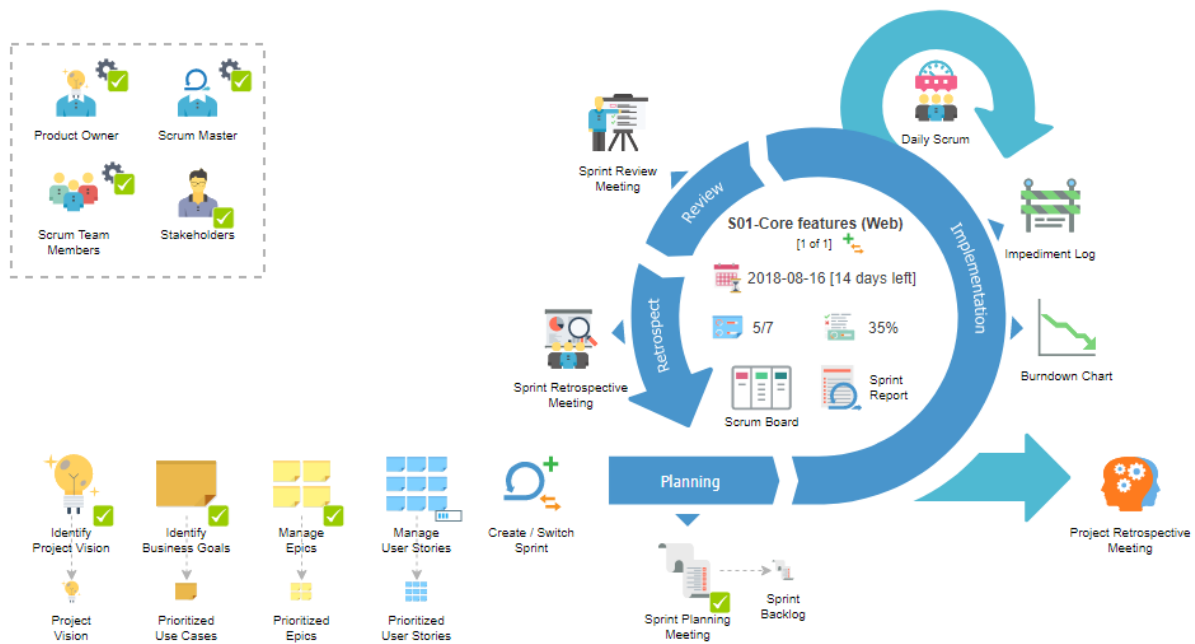 Product Owner
Scrum Master
Scrum Team
Members
Stakeholders
Daily Scrum
Sprint Review
Meeting
Review
Implementation
Impediment Log
S01-Core features (Web)
[1 of 1]
2018-08-16 [14 days left]
5/7
35%
Retrospect
Sprint Retrospective
Meeting
Burndown Chart
Scrum Board
Sprint
Report
Planning
Identify
Project Vision
Identify
Business Goals
Manage
Epics
Manage
User Stories
Create / Switch
Sprint
Project Retrospective
Meeting
Project
Vision
Prioritized
Use Cases
Prioritized
Epics
Prioritized
User Stories
Sprint Planning
Meeting
Sprint
Backlog